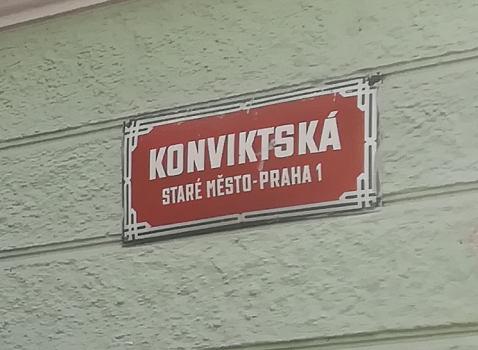 KONVIKTSKÁ
STARÉ MĚSTO-PRAHA 1